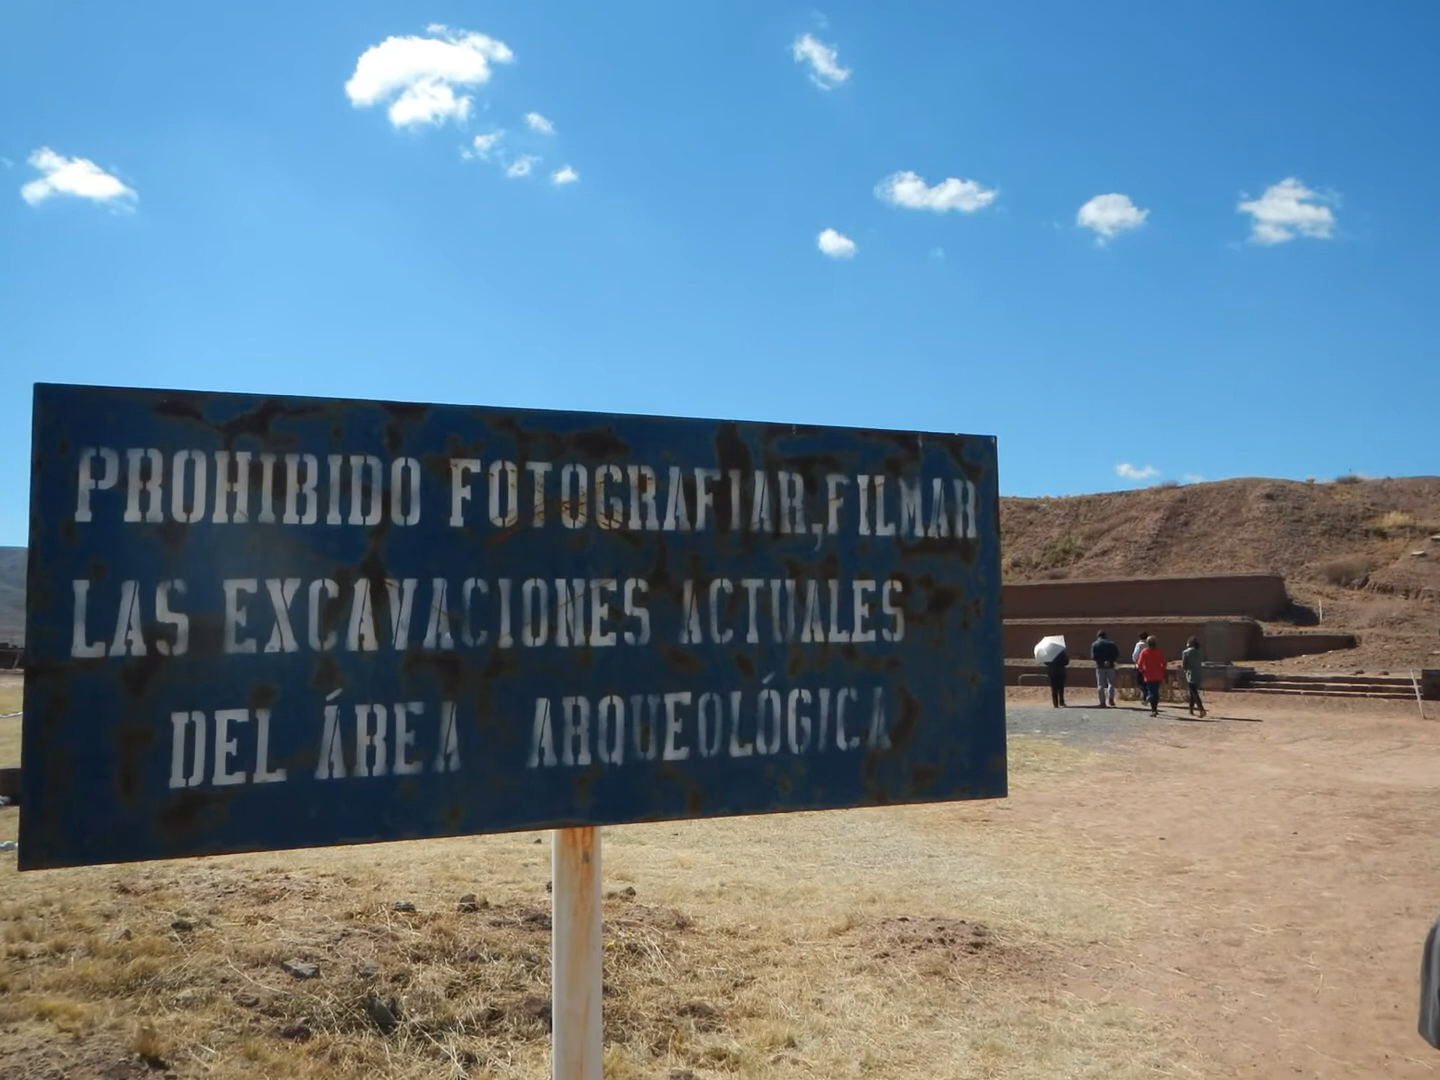 PROHIBIDO FOTOGRAFIAR,FILMAR
LAS EXCAVACIONES ACTUALES
DEL ÁREA ARQUEOLÓGICA